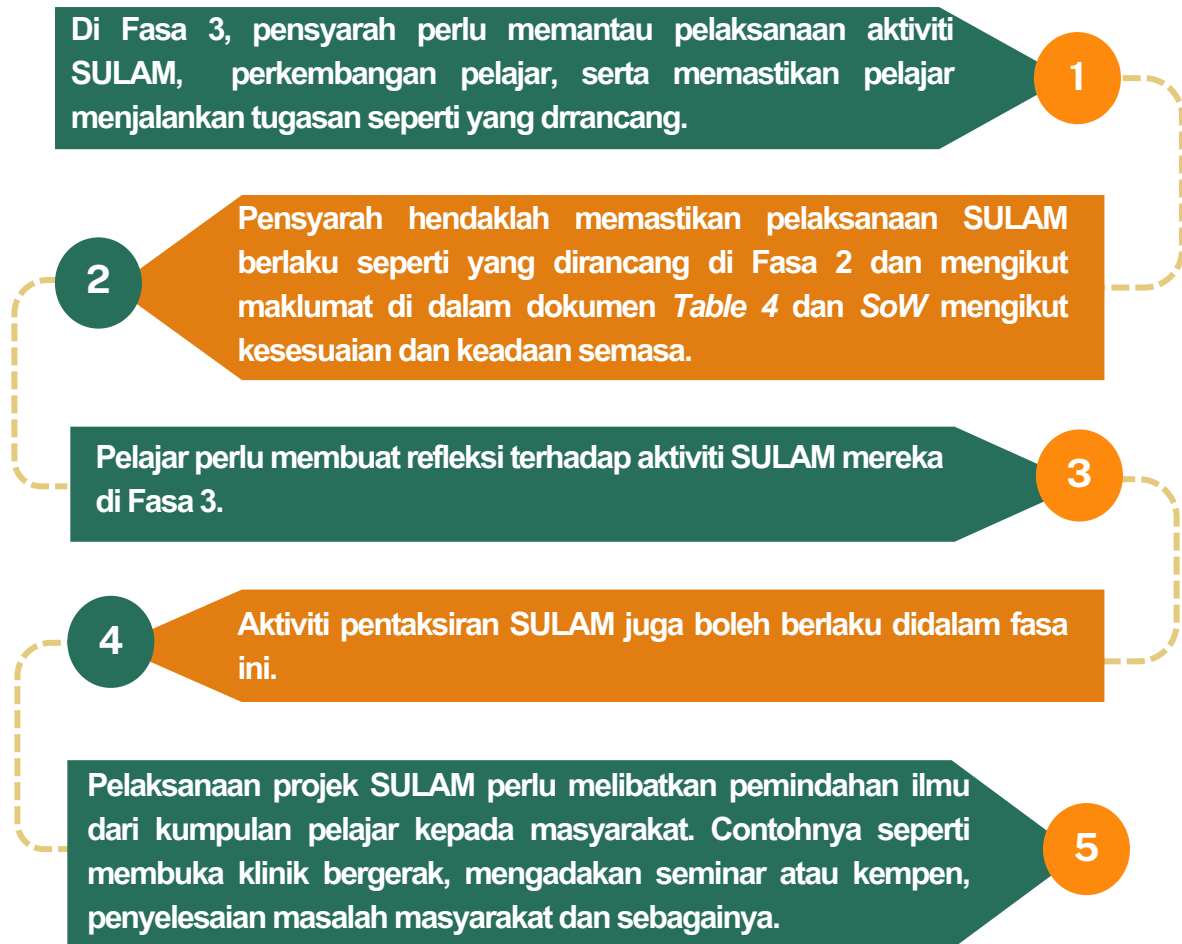 Di Fasa 3, pensyarah perlu memantau pelaksanaan aktiviti
SULAM, perkembangan pelajar, serta memastikan pelajar
menjalankan tugasan seperti yang drrancang.
1
Pensyarah hendaklah memastikan pelaksanaan SULAM
berlaku seperti yang dirancang di Fasa 2 dan mengikut
maklumat di dalam dokumen Table 4 dan SoW mengikut
kesesuaian dan keadaan semasa.
2
Pelajar perlu membuat refleksi terhadap aktiviti SULAM mereka
di Fasa 3.
3
Aktiviti pentaksiran SULAM juga boleh berlaku didalam fasa
ini.
4
Pelaksanaan projek SULAM perlu melibatkan pemindahan ilmu
dari kumpulan pelajar kepada masyarakat. Contohnya seperti
membuka klinik bergerak, mengadakan seminar atau kempen,
penyelesaian masalah masyarakat dan sebagainya.
5